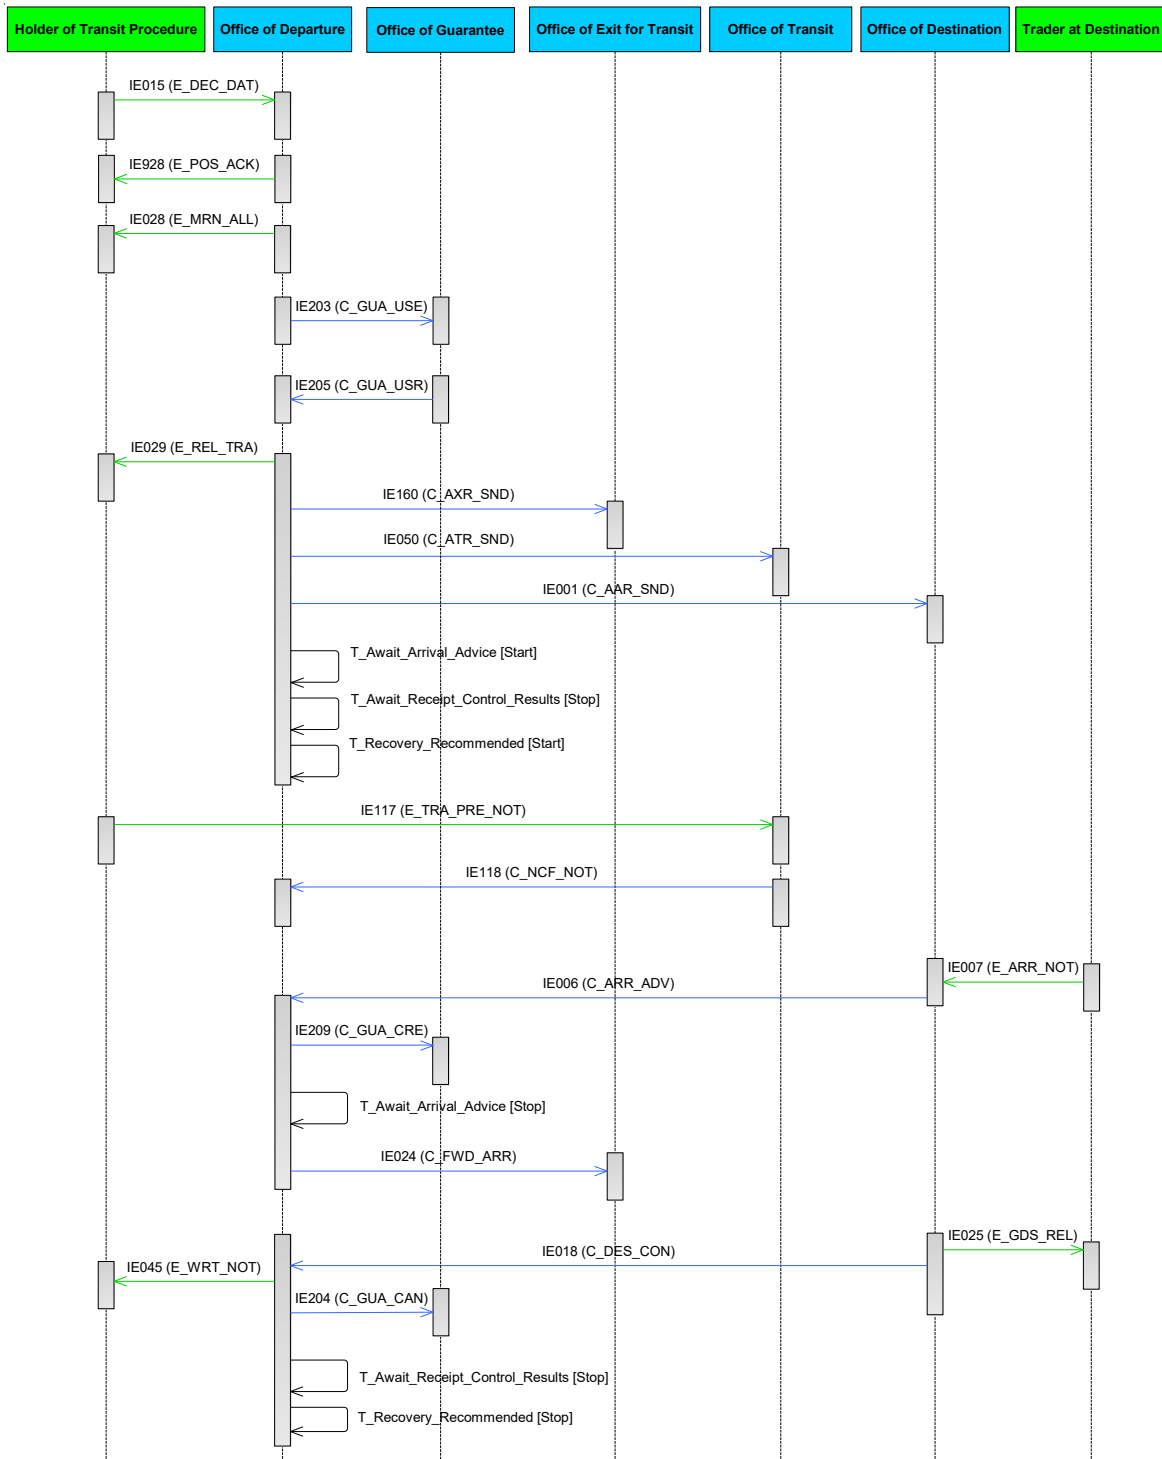 Holder of Transit Procedure
Office of Departure
Office of Guarantee
Office of Exit for Transit
Office of Transit
Office of Destination
Trader at Destination
IE015 (E_DEC_DAT)
IE928 (E_POS_ACK)
IE028 (E_MRN_ALL)
IE203 (C_GUA_USE)
IE205 (C_GUA_USR)
IE029 (E_REL_TRA)
IE160 (C_AXR_SND)
IE050 (C_ATR_SND)
IE001 (C_AAR_SND)
T_Await_Arrival_Advice [Start]
T_Await_Receipt_Control_Results [Stop]
T_Recovery_Recommended [Start]
IE117 (E_TRA_PRE_NOT)
IE118 (C_NCF_NOT)
IE007 (E_ARR_NOT)
IE006 (C_ARR_ADV)
IE209 (C_GUA_CRE)
T_Await_Arrival_Advice [Stop]
IE024 (C_FWD_ARR)
IE025 (E_GDS_REL)
IE018 (C_DES_CON)
IE045 (E_WRT_NOT)
IE204 (C_GUA_CAN)
T_Await_Receipt_Control_Results [Stop]
T_Recovery_Recommended [Stop]